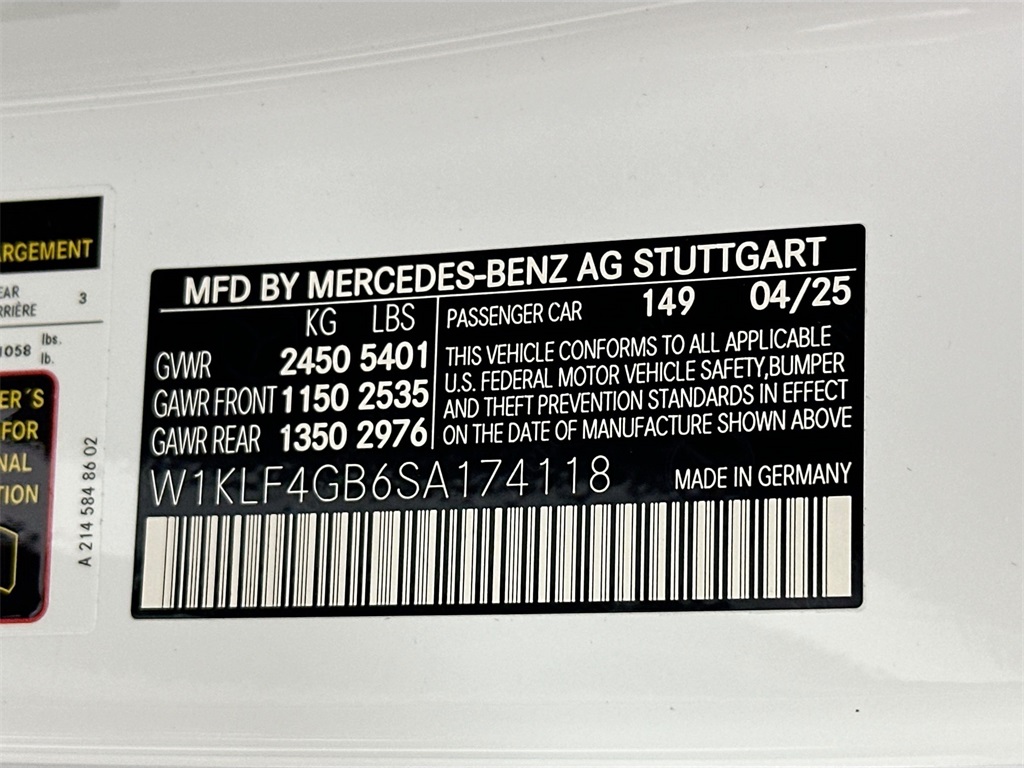 RGEMENT
EAR 3
RRIÈRE
1058 lbs.
lb.
ER´S
FOR
NAL
TION
A 214 584 86 02
MFD BY MERCEDES-BENZ AG STUTTGART
KG LBS
GVWR 2450 5401
GAWR FRONT 1150 2535
GAWR REAR 1350 2976
PASSENGER CAR 149 04/25
THIS VEHICLE CONFORMS TO ALL APPLICABLE
U.S. FEDERAL MOTOR VEHICLE SAFETY,BUMPER
AND THEFT PREVENTION STANDARDS IN EFFECT
ON THE DATE OF MANUFACTURE SHOWN ABOVE
W1KLF4GB6SA174118
MADE IN GERMANY